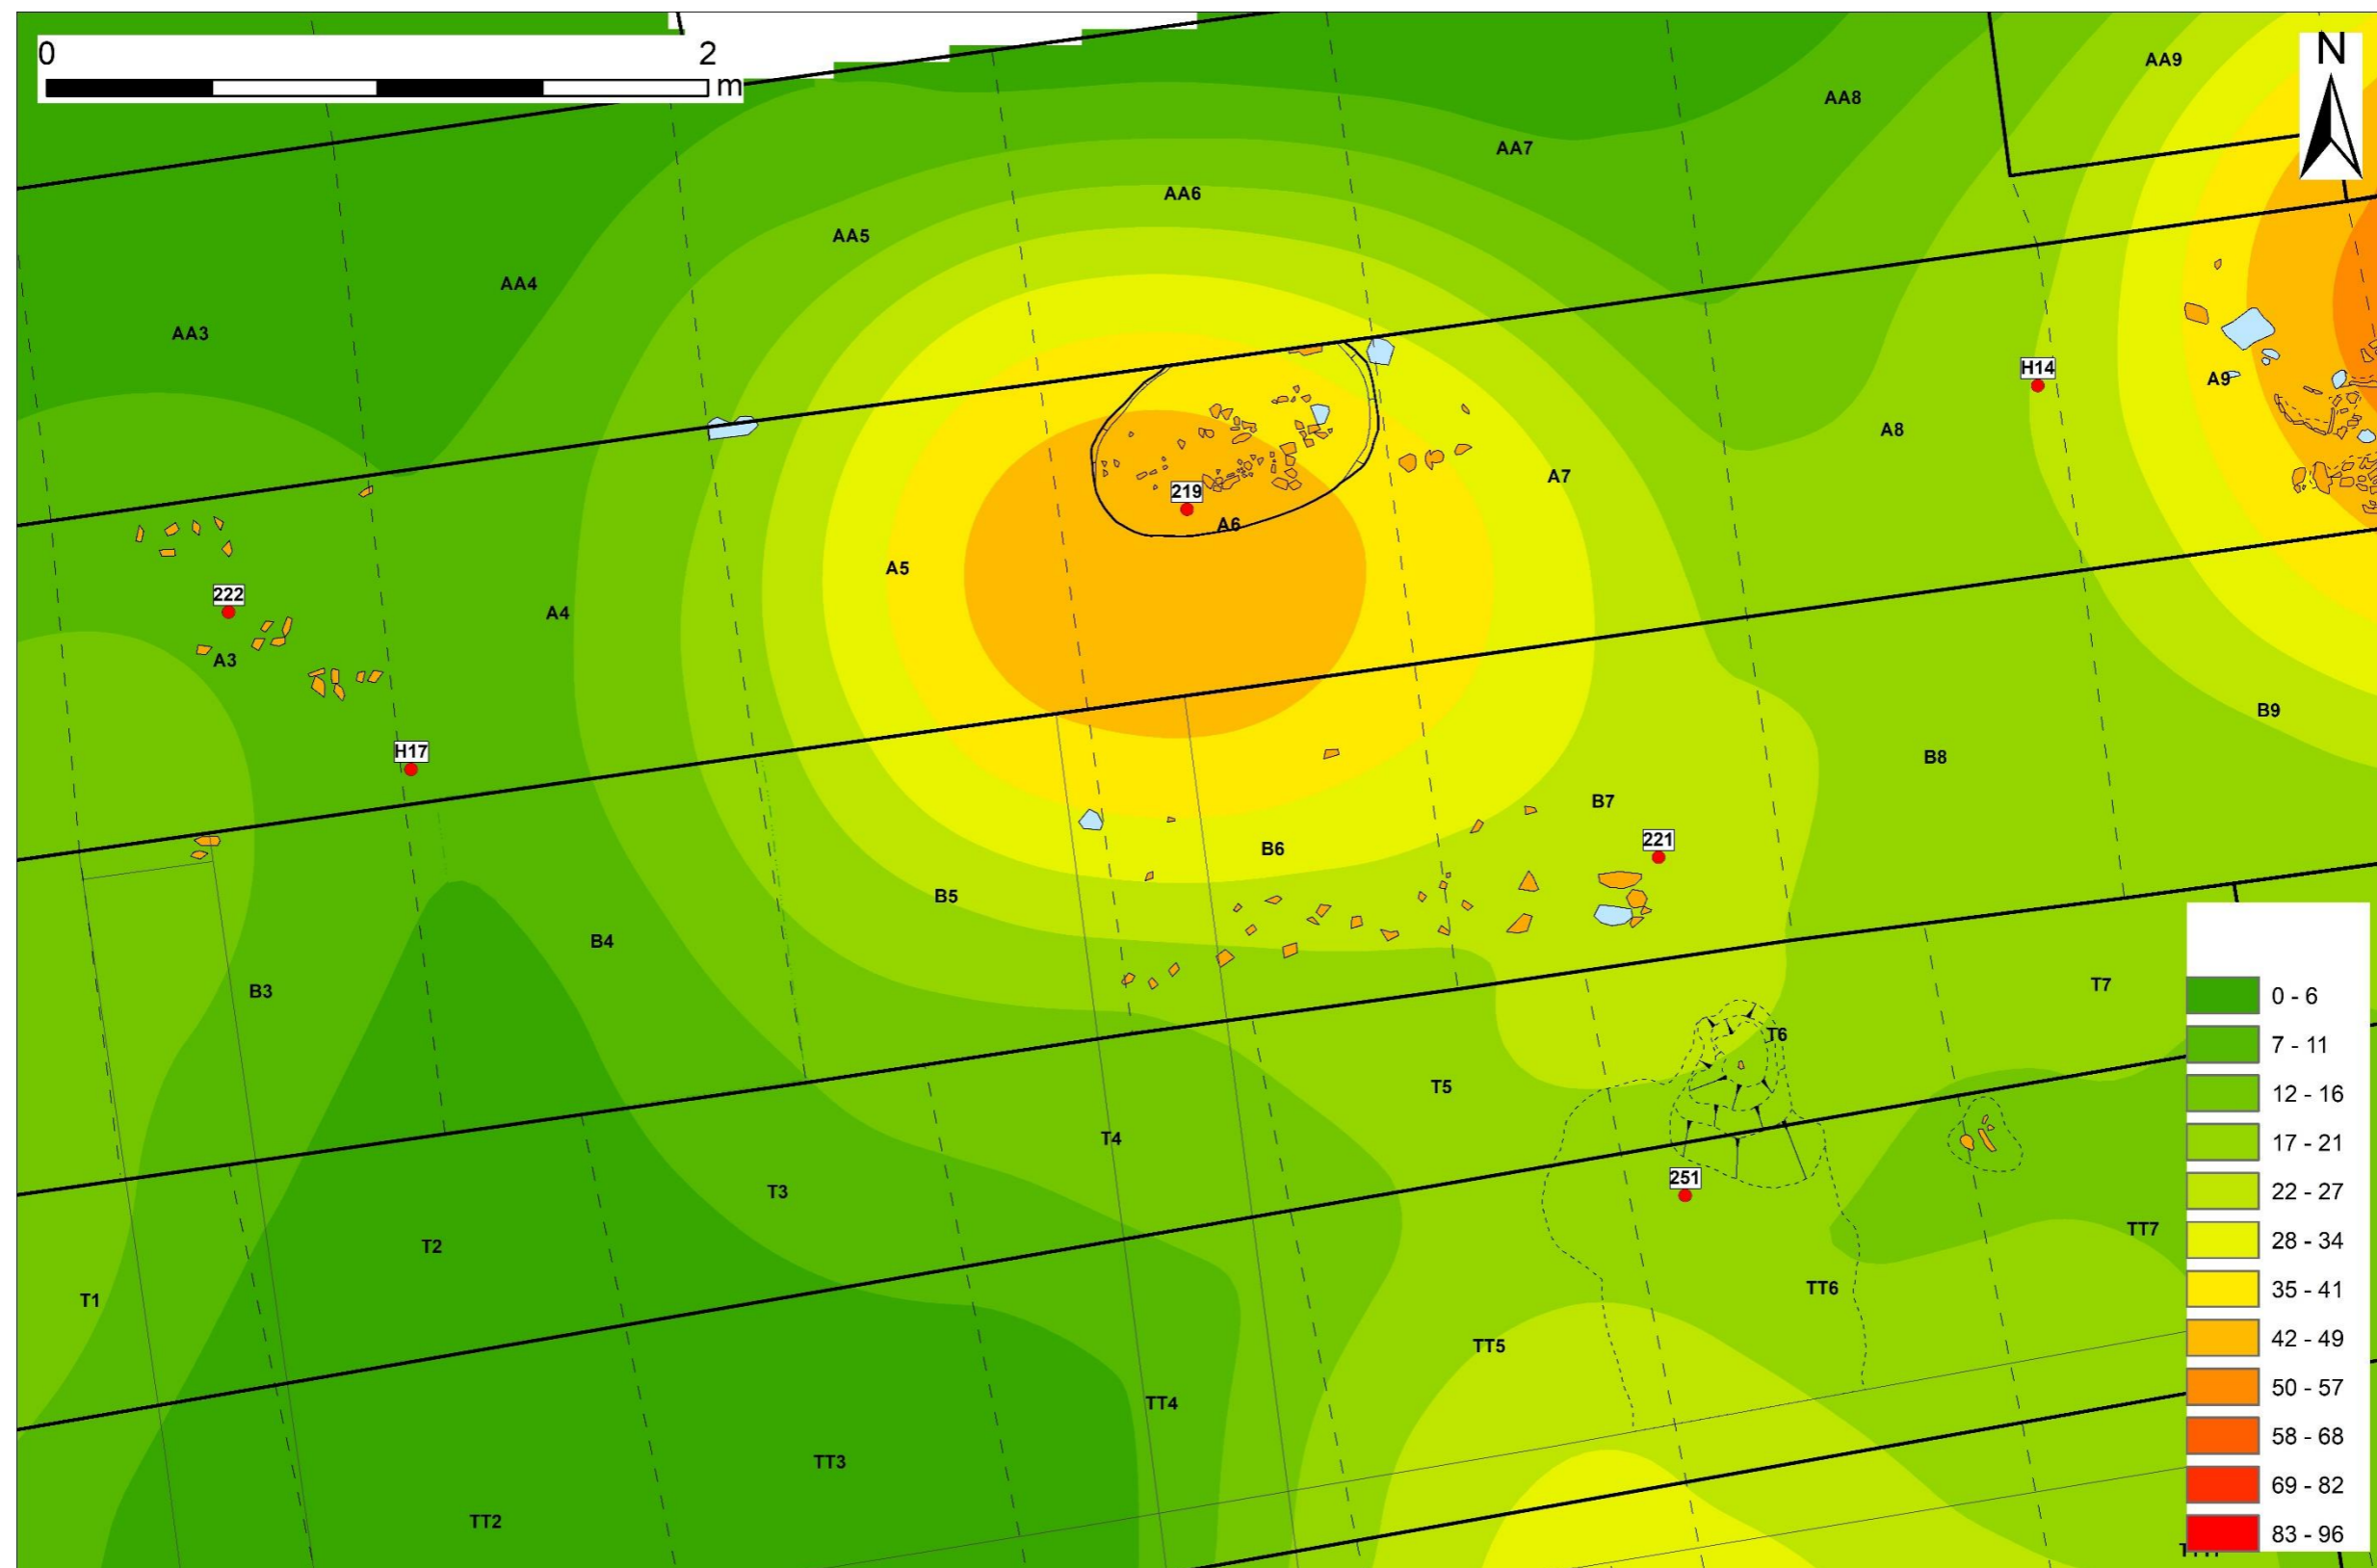 0 2
m
N
AA9
AA8
AA7
AA6
AA5
AA4
AA3
H14
A9
A8
A7
219
A6
A5
222
A4
A3
H17
B9
B8
B7
221
B6
B5
B4
B3
T7
T6
T5
T4
T3
T2
T1
251
TT7
TT6
TT5
TT4
TT3
TT2
0 - 6
7 - 11
12 - 16
17 - 21
22 - 27
28 - 34
35 - 41
42 - 49
50 - 57
58 - 68
69 - 82
83 - 96